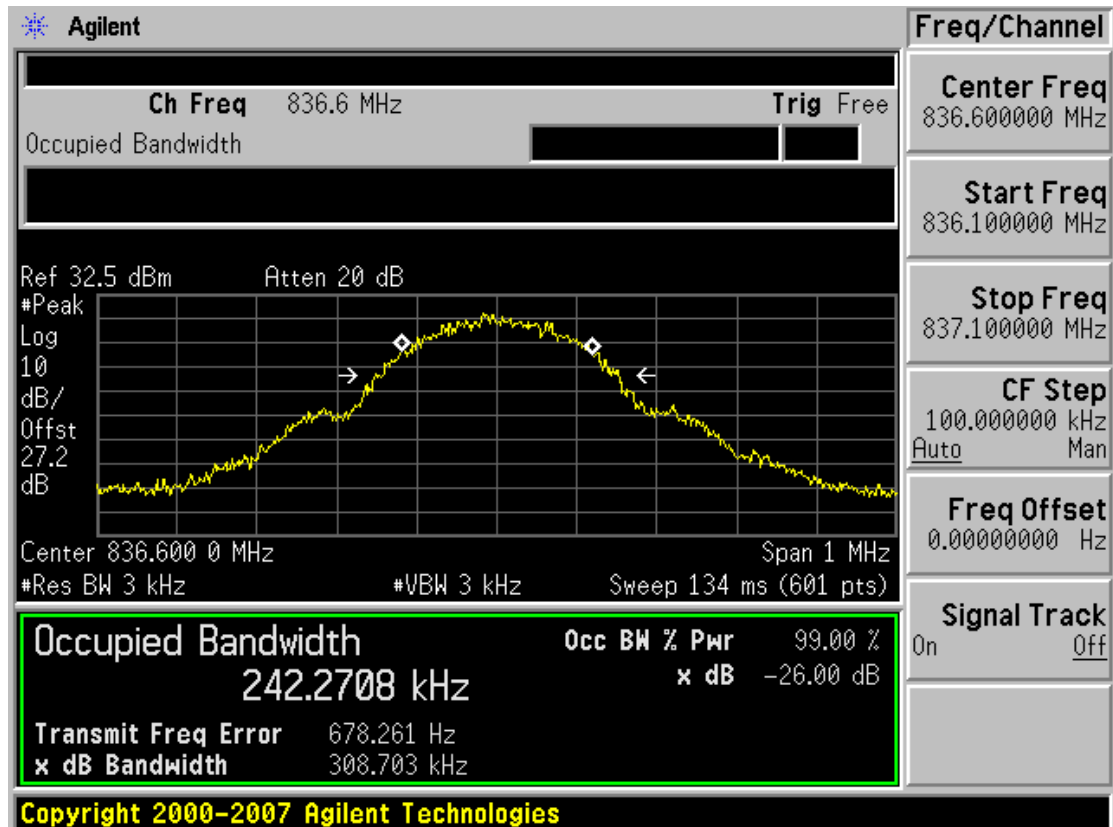 Agilent
Freq/Channel
Ch Freq 836.6 MHz Trig Free
Occupied Bandwidth
Center Freq
836.600000 MHz
Start Freq
836.100000 MHz
Stop Freq
837.100000 MHz
CF Step
100.000000 kHz
Auto Man
Freq Offset
0.00000000 Hz
Signal Track
On Off
Ref 32.5 dBm Atten 20 dB
#Peak
Log
10
dB/
Offst
27.2
dB
Center 836.600 0 MHz Span 1 MHz
#Res BW 3 kHz #VBW 3 kHz Sweep 134 ms (601 pts)
Occupied Bandwidth
242.2708 kHz
Occ BW % Pwr 99.00 %
x dB -26.00 dB
Transmit Freq Error 678.261 Hz
x dB Bandwidth 308.703 kHz
Copyright 2000-2007 Agilent Technologies